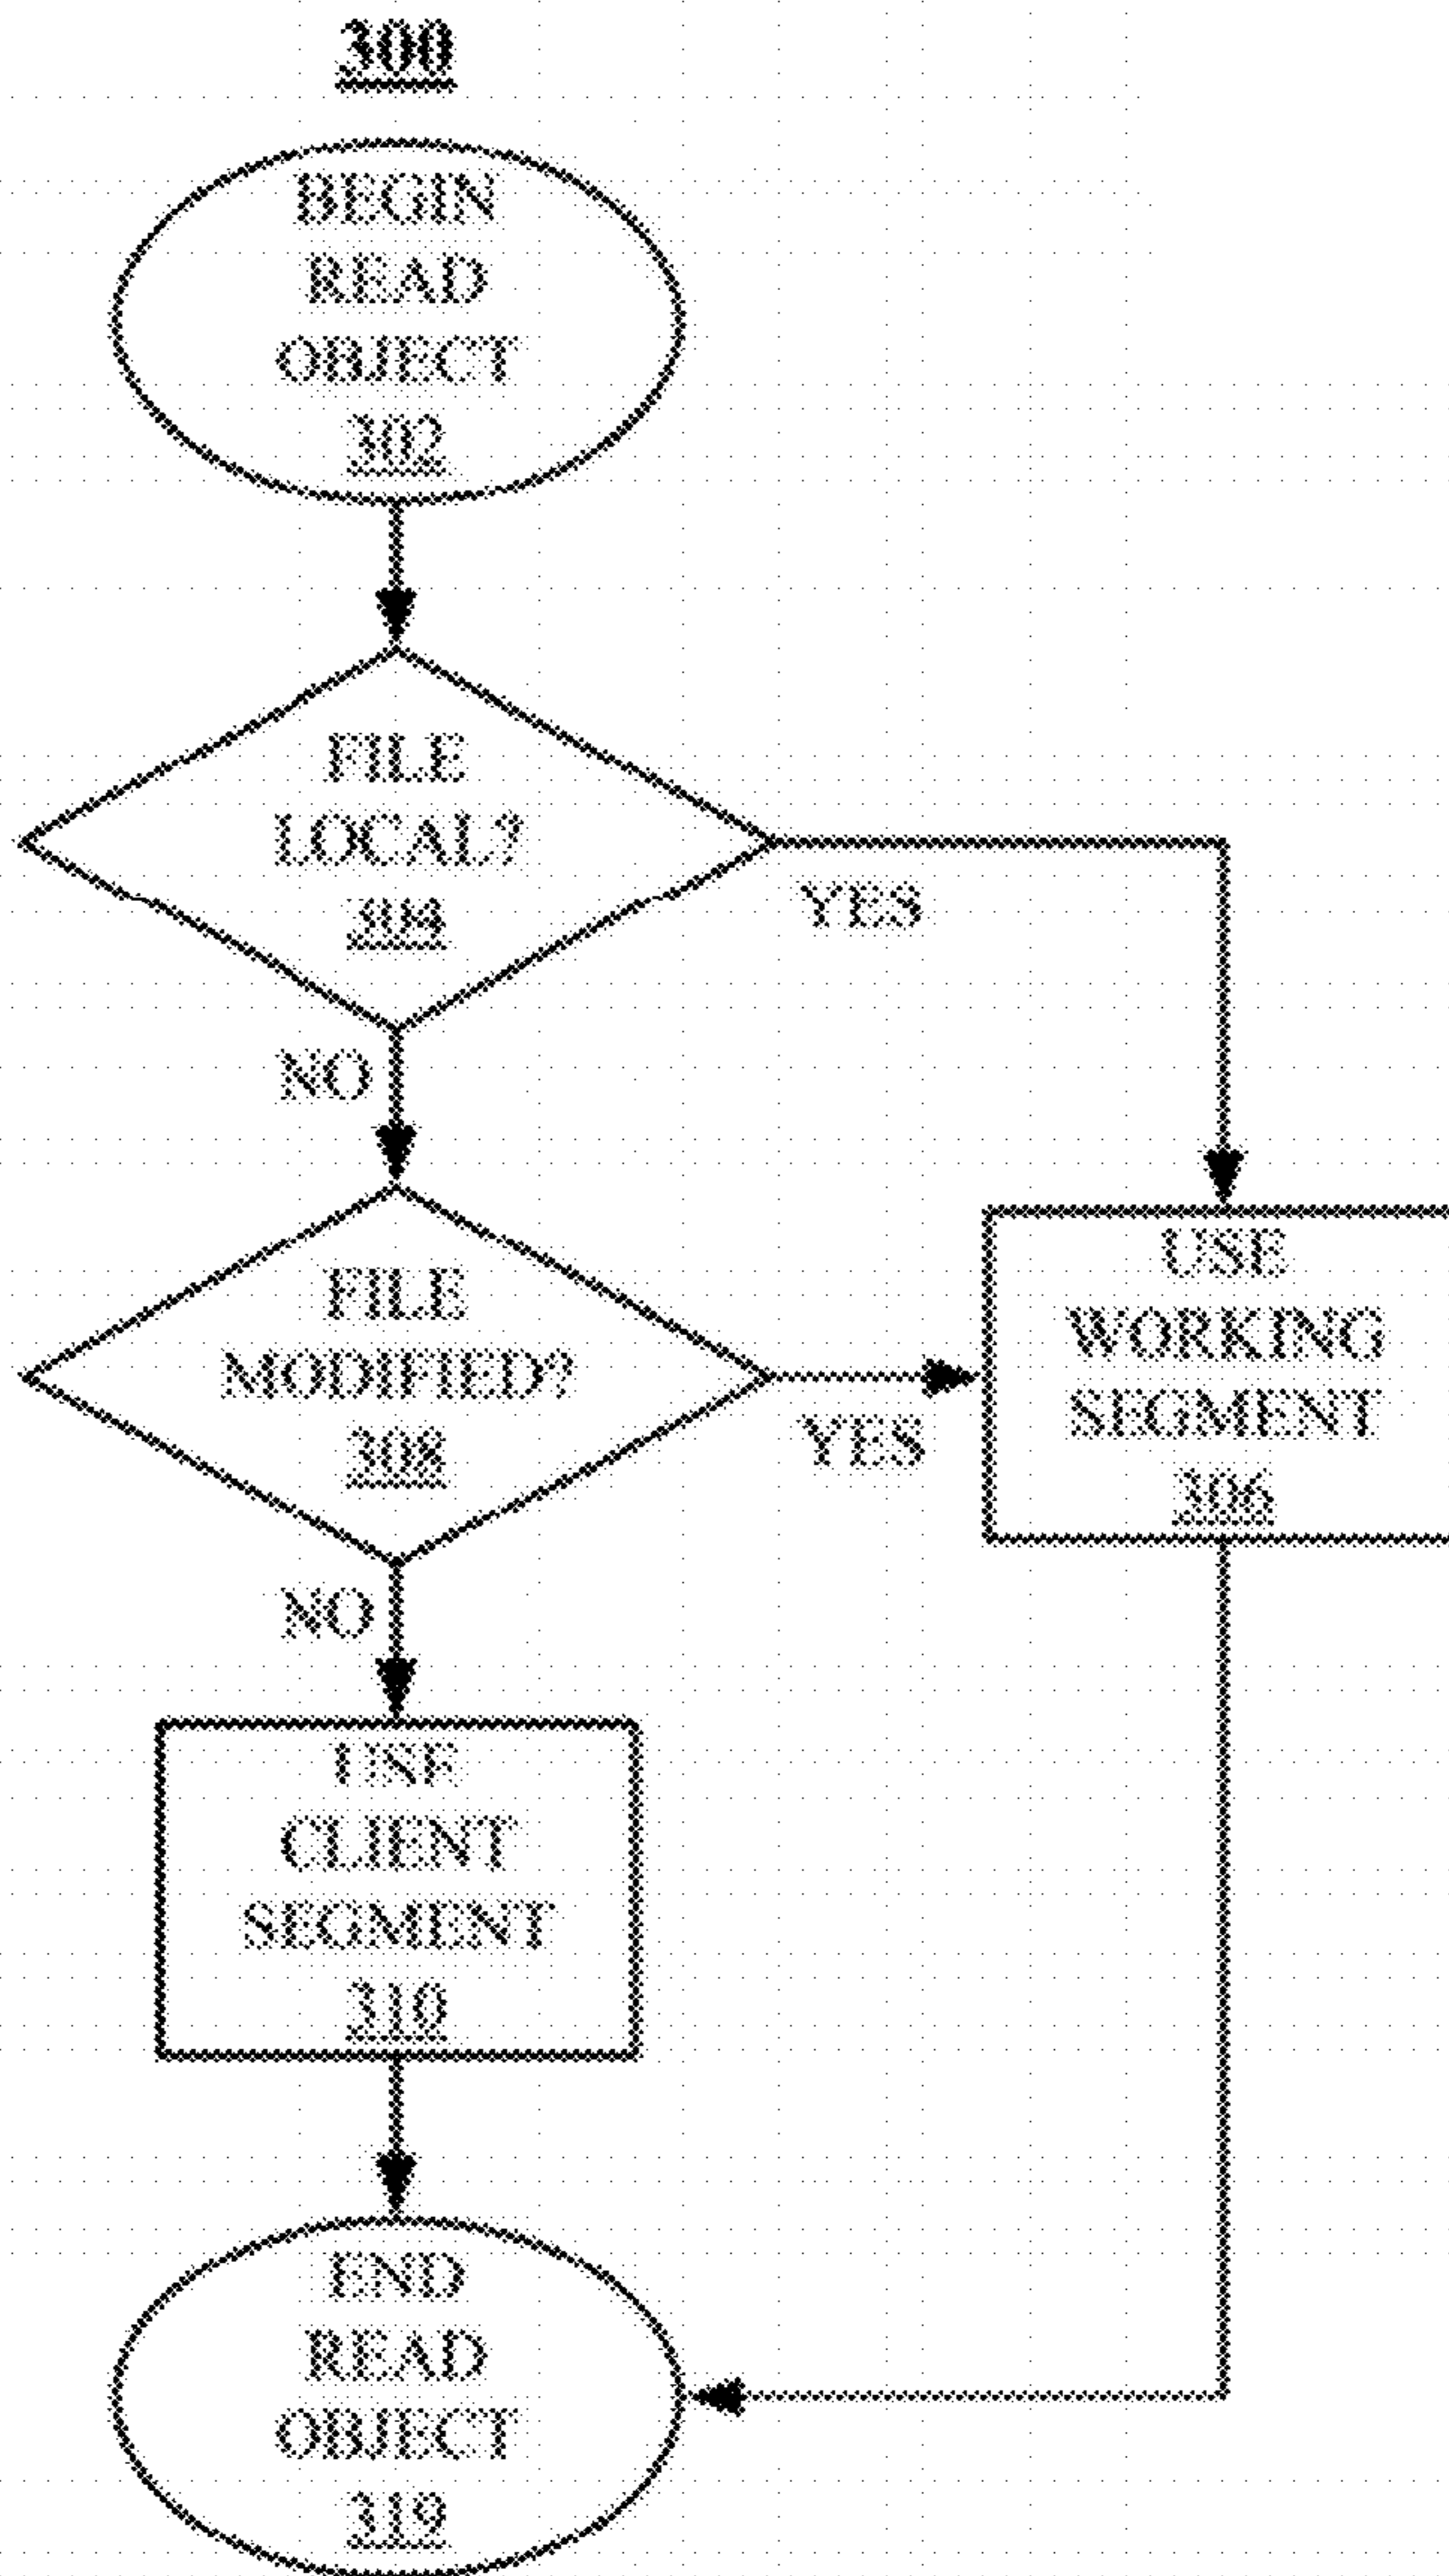 300
BEGIN
READ
OBJECT
302
FILE
LOCAL?
304
YES
NO
FILE
MODIFIED?
308
YES
NO
USE
WORKING
SEGMENT
306
USE
CLIENT
SEGMENT
310
END
READ
OBJECT
319